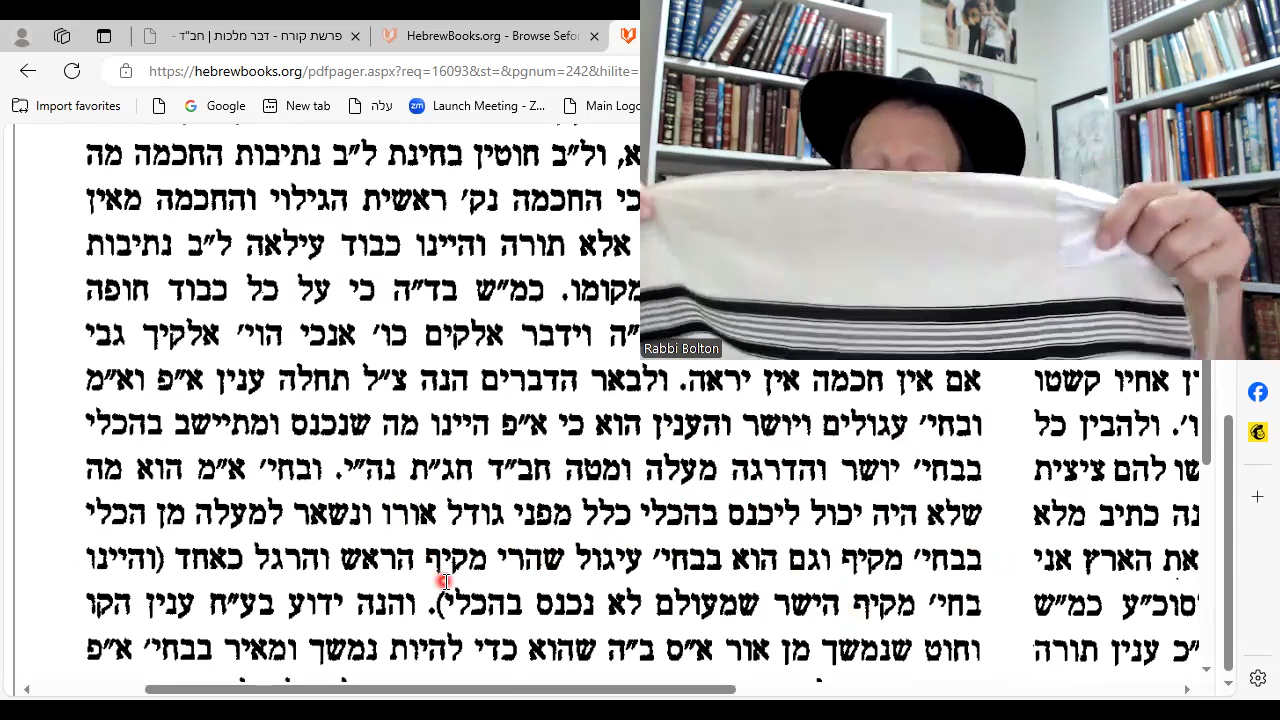 פרשת קורח - דבר מלכות | חב"ד -
HebrewBooks.org - Browse Sefor
https://hebrewbooks.org/pdfpager.aspx?req=16093&st=&pgnum=242&hilite=
Import favorites
Google
New tab
עלה
Launch Meeting - Z...
Main Logo
א, ול״ב חוטין בחינת ל״ב נתיבות החכמה מה
כי החכמה נק׳ ראשית הגילוי והחכמה מאין
אלא תורה והיינו כבוד עילאה ל״ב נתיבות
מקומו. כמ״ש בד״ה כי על כל כבוד חופה
״ה וידבר אלקים כו׳ אנכי הוי׳ אלקיך גבי
Rabbi Bolton
אם אין חכמה אין יראה. ולבאר הדברים הנה צ״ל תחלה ענין א״פ וא״מ
ובחי׳ עגולים ויושר והענין הוא כי א״פ היינו מה שנכנס ומתיישב בהכלי
בבחי׳ יושר והדרגה מעלה ומטה חב״ד חג״ת נה״י. ובחי׳ א״מ הוא מה
שלא היה יכול ליכנס בהכלי כלל מפני גודל אורו ונשאר למעלה מן הכלי
בבחי׳ מקיף וגם הוא בבחי׳ עיגול שהרי מקיף הראש והרגל כאחד (והיינו
בחי׳ מקיף הישר שמעולם לא נכנס בהכלי). והנה ידוע בע״ח ענין הקו
וחוט שנמשך מן אור א״ס ב״ה שהוא כדי להיות נמשך ומאיר בבחי׳ א״פ
ן אחיו קשטו
ו׳. ולהבין כל
שו להם ציצית
נה כתיב מלא
את הארץ אני
סוכ״ע כמ״ש
״כ ענין תורה